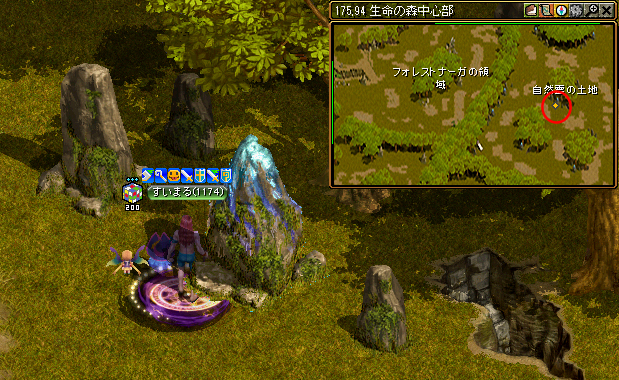 175,94 生命の森中心部
フォレストナーガの領
域
自然霊の土地
すいまる(1174)
200